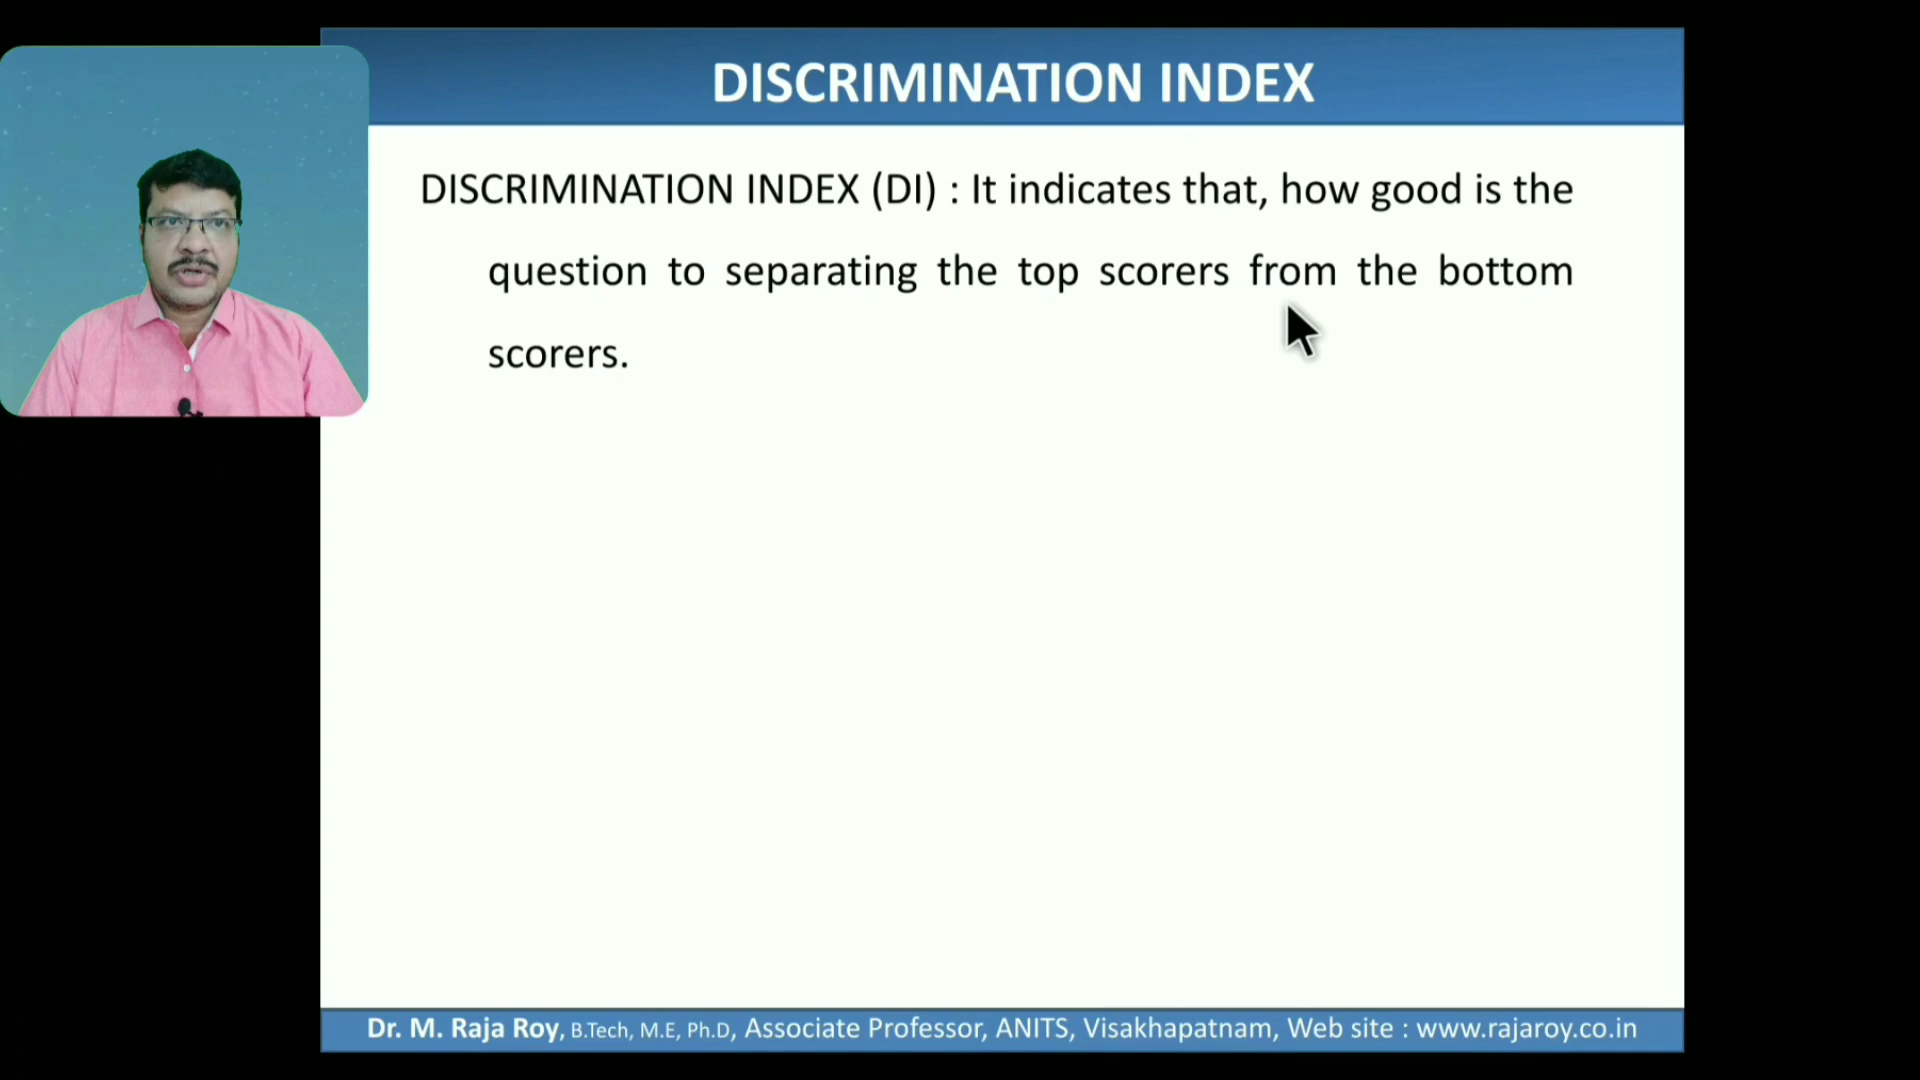 DISCRIMINATION INDEX
DISCRIMINATION INDEX (DI) : It indicates that, how good is the
question to separating the top scorers from the bottom
scorers.
Dr. M. Raja Roy, B.Tech, M.E, Ph.D, Associate Professor, ANITS, Visakhapatnam, Web site : www.rajaroy.co.in